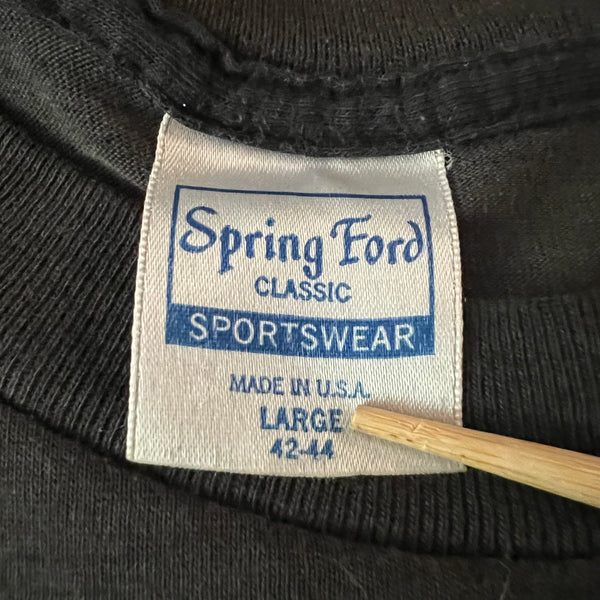 Spring Ford
CLASSIC
SPORTSWEAR
MADE IN U.S.A.
LARGE
42-44